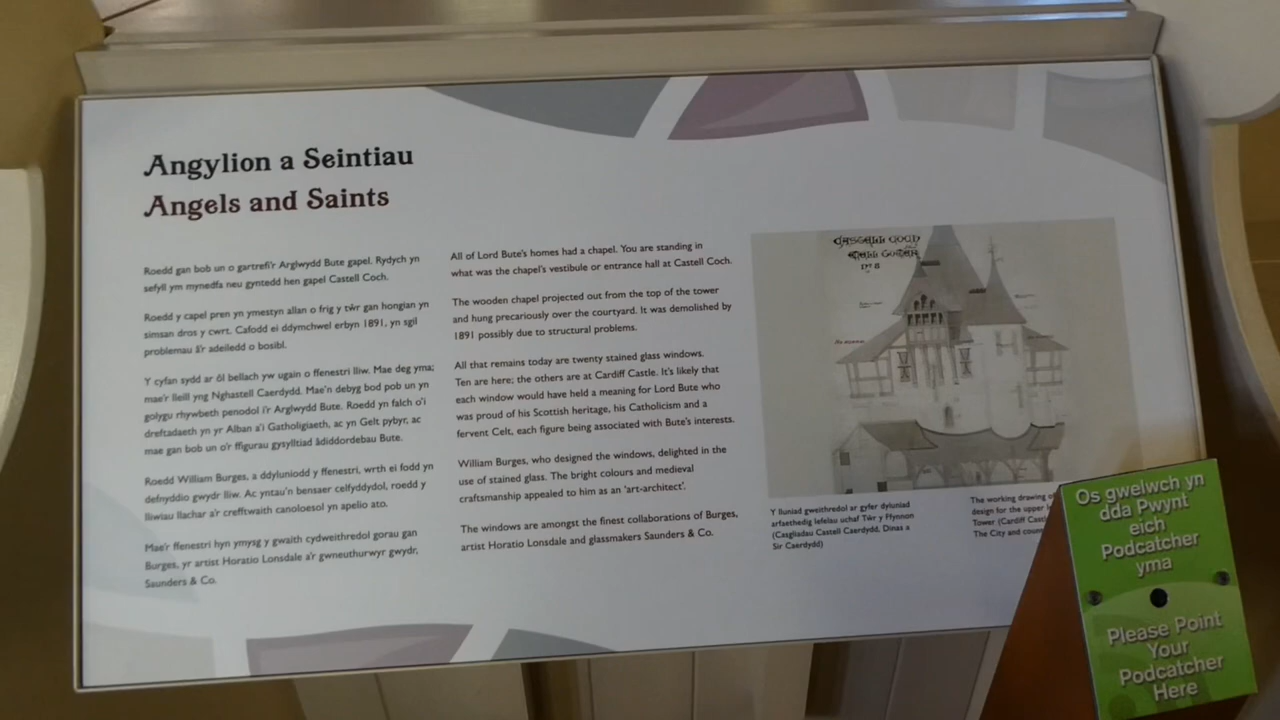 Angylion a Seintiau
Angels and Saints
Roedd gan bob un o gartrefi'r Arglwydd Bute gapel. Rydych yn
sefyll ym mynedfa neu gyntedd hen gapel Castell Coch.
Roedd y capel pren yn ymestyn allan o frig y tŵr gan hongian yn
simsan dros y cwrt. Cafodd ei ddymchwel erbyn 1891, yn sgil
problemau â'r adeiledd o bosibl.
Y cyfan sydd ar ôl bellach yw ugain o ffenestri lliw. Mae deg yma;
mae'r lleill yng Nghastell Caerdydd. Mae'n debyg bod pob un yn
golygu rhywbeth penodol i'r Arglwydd Bute. Roedd yn falch o'i
dreftadaeth yn yr Alban a'i Gatholigiaeth, ac yn Gelt pybyr, ac
mae gan bob un o'r ffigurau gysylltiad â diddordebau Bute.
Roedd William Burges, a ddyluniodd y ffenestri, wrth ei fodd yn
defnyddio gwydr lliw. Ac yntau'n bensaer celfyddydol, roedd y
lliwiau llachar a'r crefftwaith canoloesol yn apelio ato.
Mae'r ffenestri hyn ymysg y gwaith cydweithredol gorau gan
Burges, yr artist Horatio Lonsdale a'r gwneuthurwyr gwydr,
Saunders & Co.
All of Lord Bute's homes had a chapel. You are standing in
what was the chapel's vestibule or entrance hall at Castell Coch.
The wooden chapel projected out from the top of the tower
and hung precariously over the courtyard. It was demolished by
1891 possibly due to structural problems.
All that remains today are twenty stained glass windows.
Ten are here; the others are at Cardiff Castle. It's likely that
each window would have held a meaning for Lord Bute who
was proud of his Scottish heritage, his Catholicism and a
fervent Celt, each figure being associated with Bute's interests.
William Burges, who designed the windows, delighted in the
use of stained glass. The bright colours and medieval
craftsmanship appealed to him as an 'art-architect'.
The windows are amongst the finest collaborations of Burges,
artist Horatio Lonsdale and glassmakers Saunders & Co.
CASTELL COCH
No 8
Y lluniad gweithredol ar gyfer dyluniad
arfaethedig lefelau uchaf Tŵr y Ffynnon
(Casgliadau Castell Caerdydd, Dinas a
Sir Caerdydd)
The working drawing
design for the upper
Tower (Cardiff
The City and
Os gwelwch yn
dda Pwynt
eich
Podcatcher
yma
Please Point
Your
Podcatcher
Here